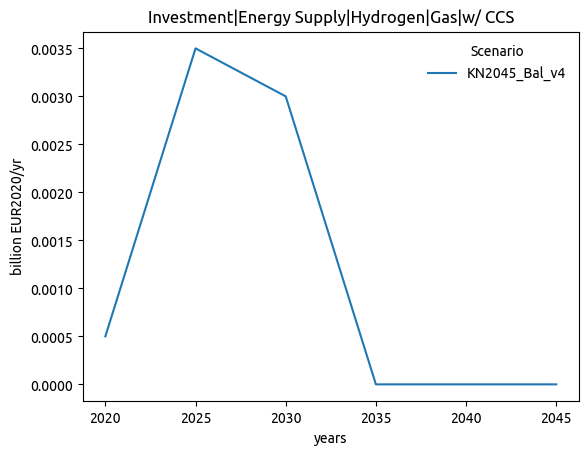 Investment|Energy Supply|Hydrogen|Gas|w/ CCS
Scenario
KN2045_Bal_v4
billion EUR2020/yr
0.0035
0.0030
0.0025
0.0020
0.0015
0.0010
0.0005
0.0000
2020 2025 2030 2035 2040 2045
years